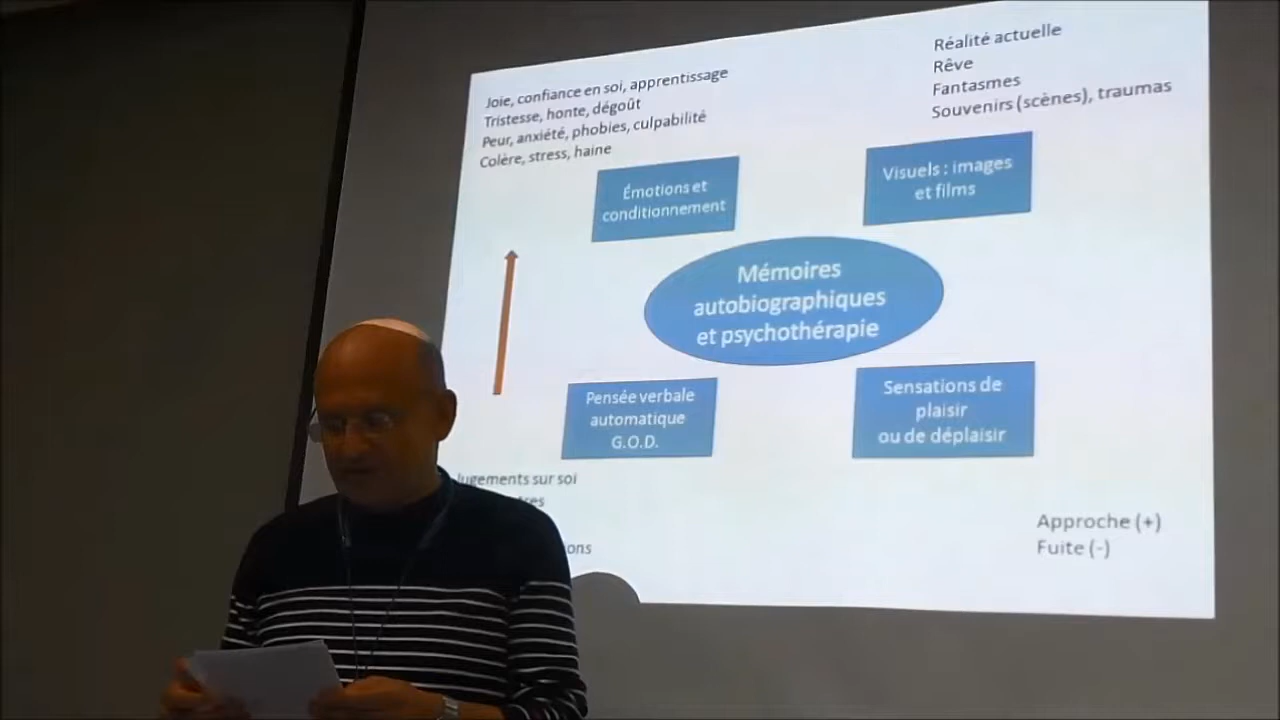 Joie, confiance en soi, apprentissage
Tristesse, honte, dégoût
Peur, anxiété, phobies, culpabilité
Colère, stress, haine
Réalité actuelle
Rêve
Fantasmes
Souvenirs (scènes), traumas
Émotions et
conditionnement
Visuels : images
et films
Mémoires
autobiographiques
et psychothérapie
Pensée verbale
automatique
G.O.D.
Sensations de
plaisir
ou de déplaisir
Jugements sur soi
Approche (+)
Fuite (-)